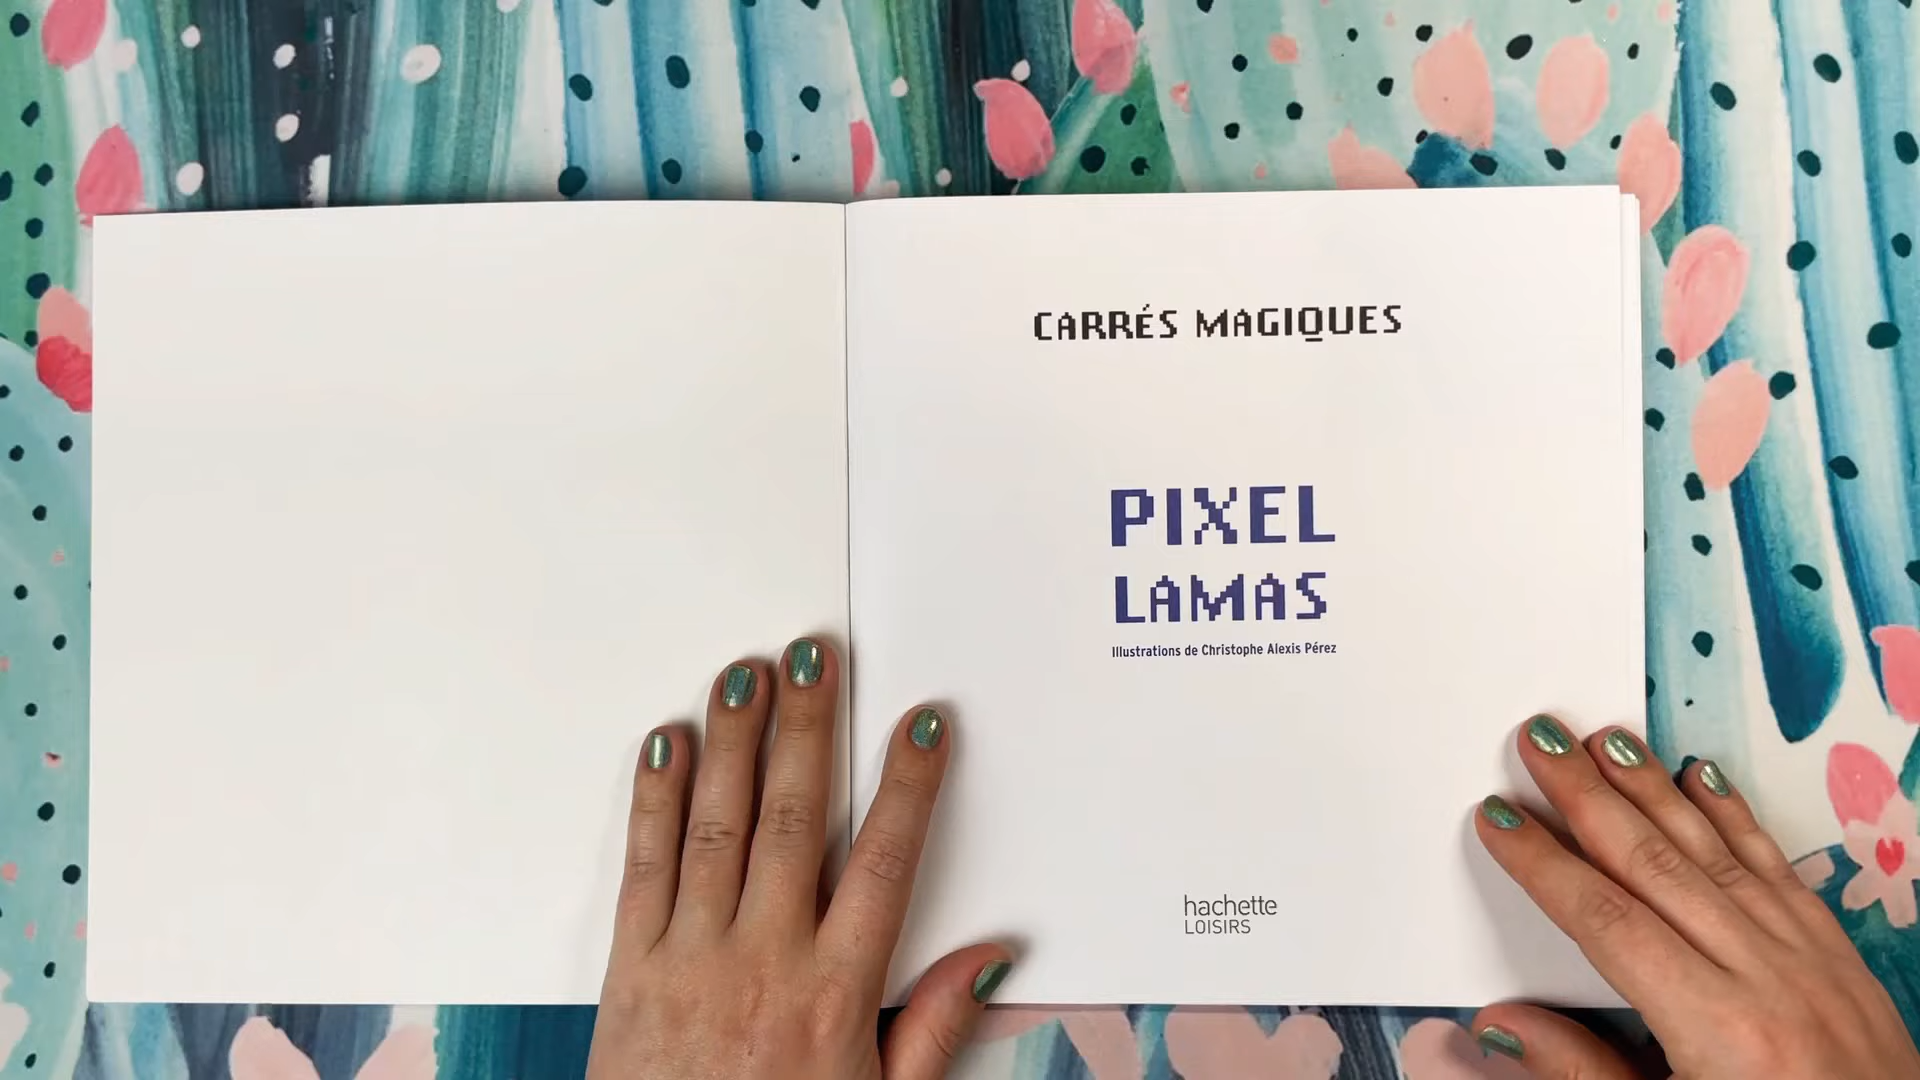 CARRÉS MAGIQUES
PIXEL
LAMAS
Illustrations de Christophe Alexis Pérez
hachette
LOISIRS